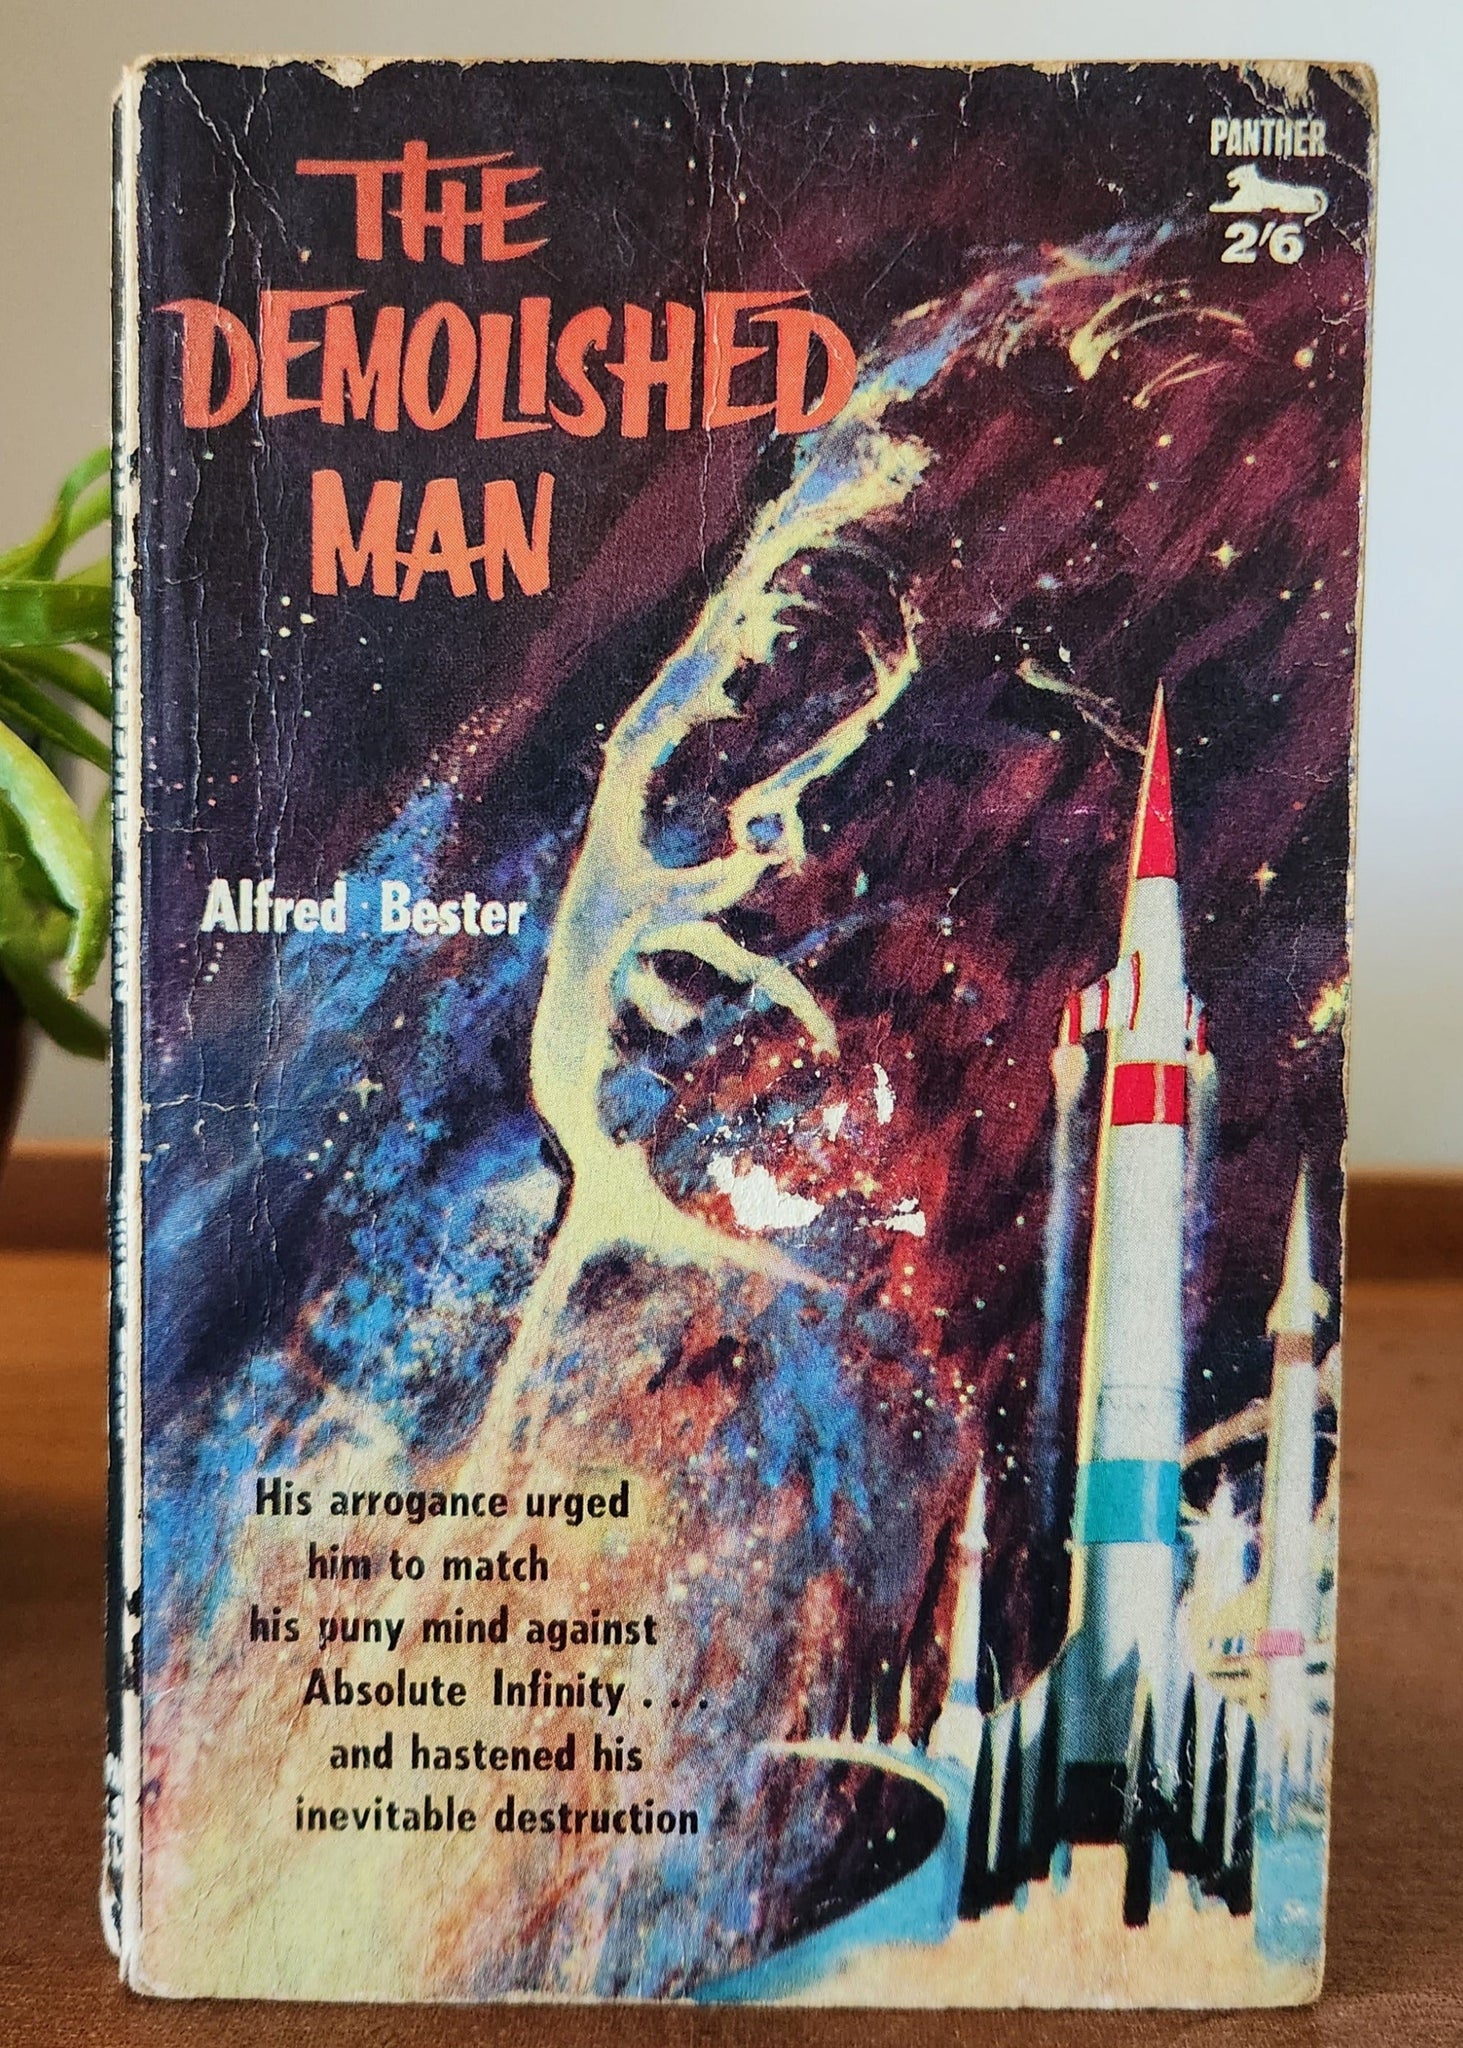 PANTHER
2/6
THE
DEMOLISHED
MAN
Alfred Bester
His arrogance urged
him to match
his puny mind against
Absolute Infinity . . .
and hastened his
inevitable destruction